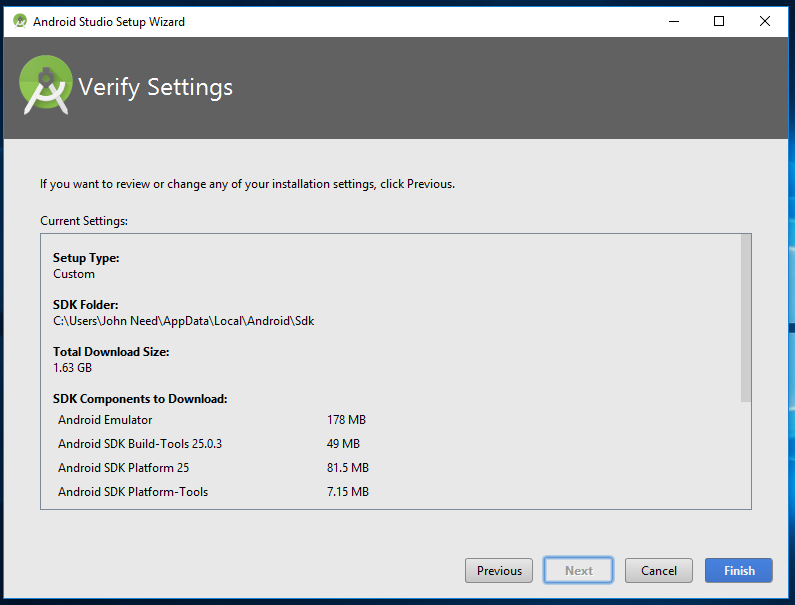 Android Studio Setup Wizard
Verify Settings
If you want to review or change any of your installation settings, click Previous.
Current Settings:
Setup Type:
Custom
SDK Folder:
C:\Users\John Need\AppData\Local\Android\Sdk
Total Download Size:
1.63 GB
SDK Components to Download:
Android Emulator 178 MB
Android SDK Build-Tools 25.0.3 49 MB
Android SDK Platform 25 81.5 MB
Android SDK Platform-Tools 7.15 MB
Previous Next Cancel Finish